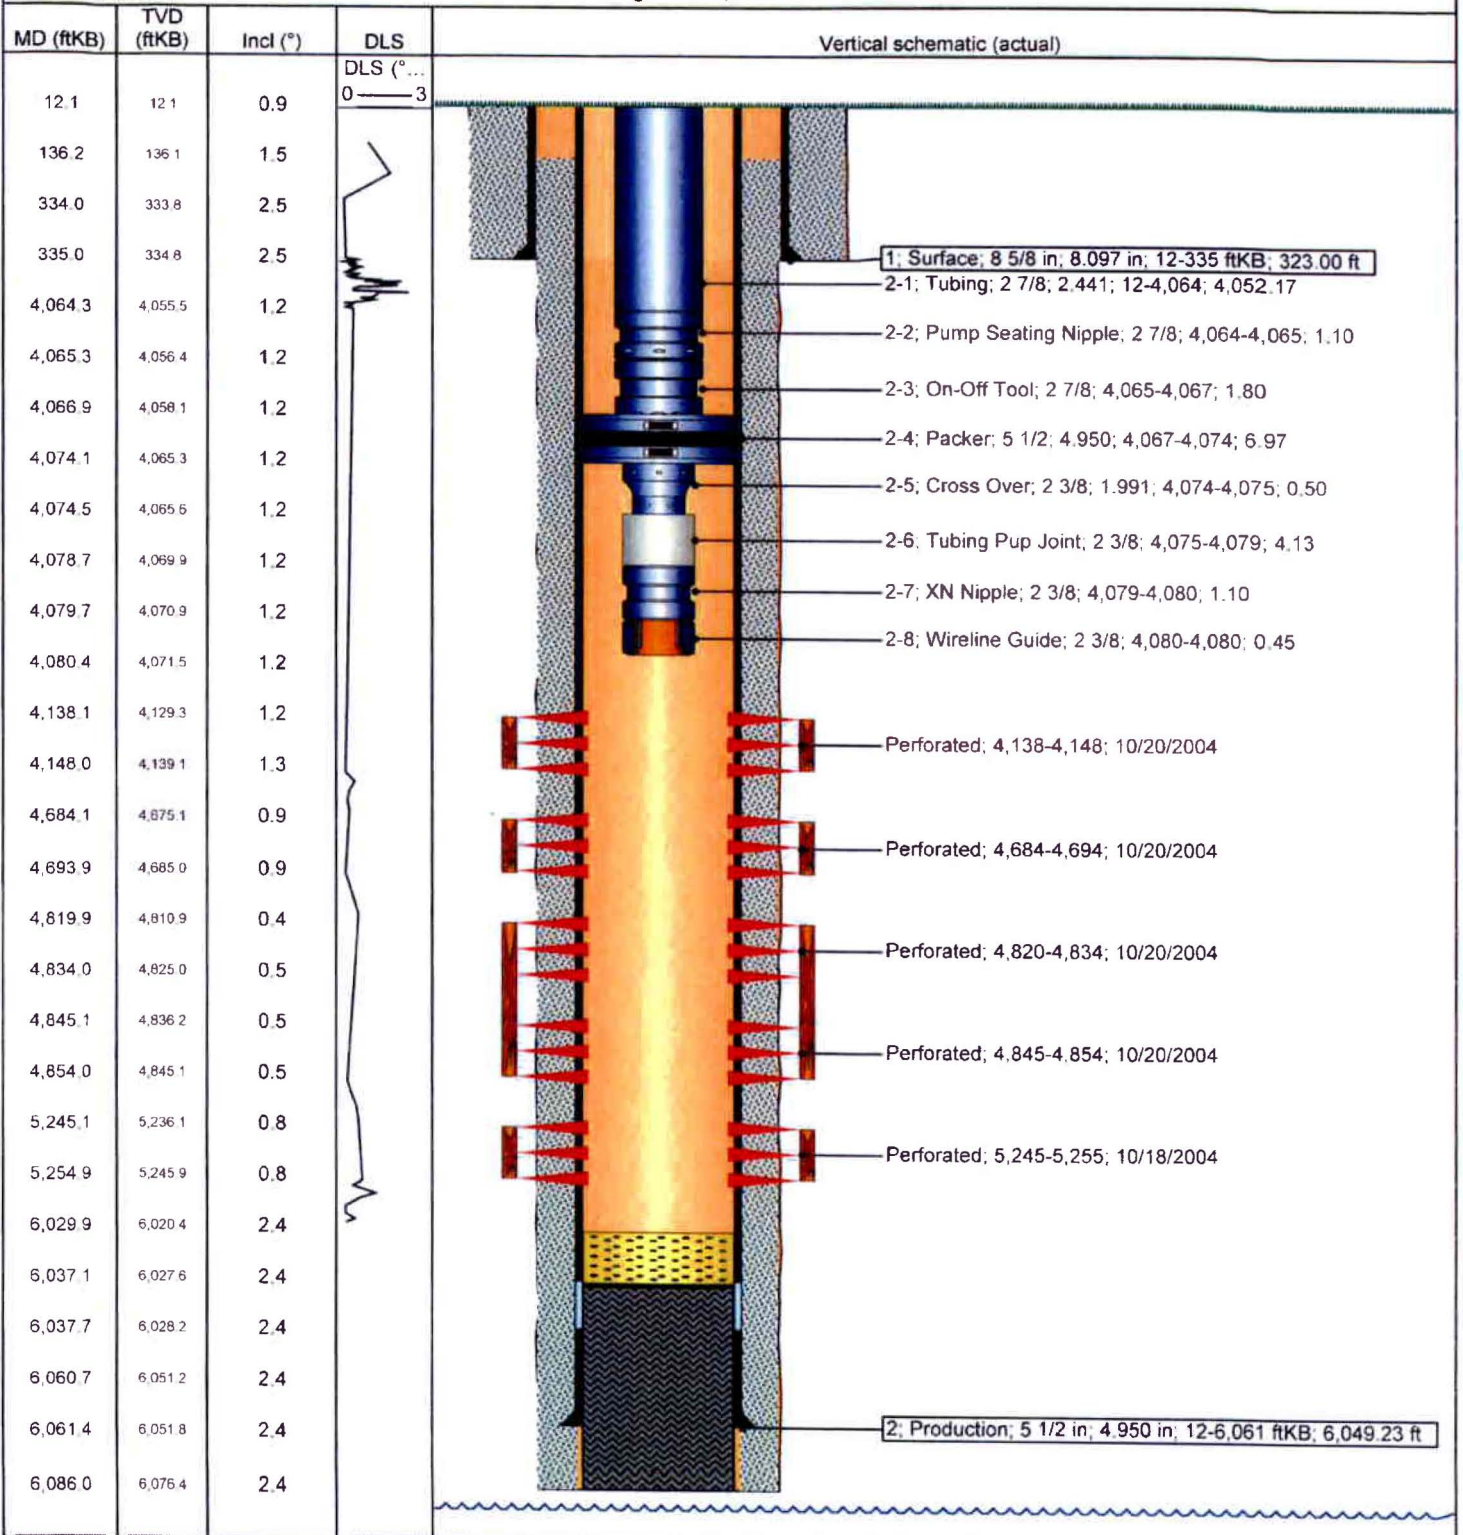 MD (ftKB) TVD (ftKB) Incl (°) DLS Vertical schematic (actual)
DLS (°...
0 3
12.1 12.1 0.9
136.2 136.1 1.5
334.0 333.8 2.5
335.0 334.8 2.5
1; Surface; 8 5/8 in; 8.097 in; 12-335 ftKB; 323.00 ft
2-1; Tubing; 2 7/8; 2.441; 12-4,064; 4,052.17
4,064.3 4,055.5 1.2
2-2; Pump Seating Nipple; 2 7/8; 4,064-4,065; 1.10
4,065.3 4,056.4 1.2
2-3; On-Off Tool; 2 7/8; 4,065-4,067; 1.80
4,066.9 4,058.1 1.2
2-4; Packer; 5 1/2; 4.950; 4,067-4,074; 6.97
4,074.1 4,065.3 1.2
2-5; Cross Over; 2 3/8; 1.991; 4,074-4,075; 0.50
4,074.5 4,065.6 1.2
2-6; Tubing Pup Joint; 2 3/8; 4,075-4,079; 4.13
4,078.7 4,069.9 1.2
2-7; XN Nipple; 2 3/8; 4,079-4,080; 1.10
4,079.7 4,070.9 1.2
2-8; Wireline Guide; 2 3/8; 4,080-4,080; 0.45
4,080.4 4,071.5 1.2
4,138.1 4,129.3 1.2
Perforated; 4,138-4,148; 10/20/2004
4,148.0 4,139.1 1.3
4,684.1 4,675.1 0.9
Perforated; 4,684-4,694; 10/20/2004
4,693.9 4,685.0 0.9
4,819.9 4,810.9 0.4
Perforated; 4,820-4,834; 10/20/2004
4,834.0 4,825.0 0.5
4,845.1 4,836.2 0.5
Perforated; 4,845-4,854; 10/20/2004
4,854.0 4,845.1 0.5
5,245.1 5,236.1 0.8
Perforated; 5,245-5,255; 10/18/2004
5,254.9 5,245.9 0.8
6,029.9 6,020.4 2.4
6,037.1 6,027.6 2.4
6,037.7 6,028.2 2.4
6,060.7 6,051.2 2.4
6,061.4 6,051.8 2.4
2; Production; 5 1/2 in; 4.950 in; 12-6,061 ftKB; 6,049.23 ft
6,086.0 6,076.4 2.4